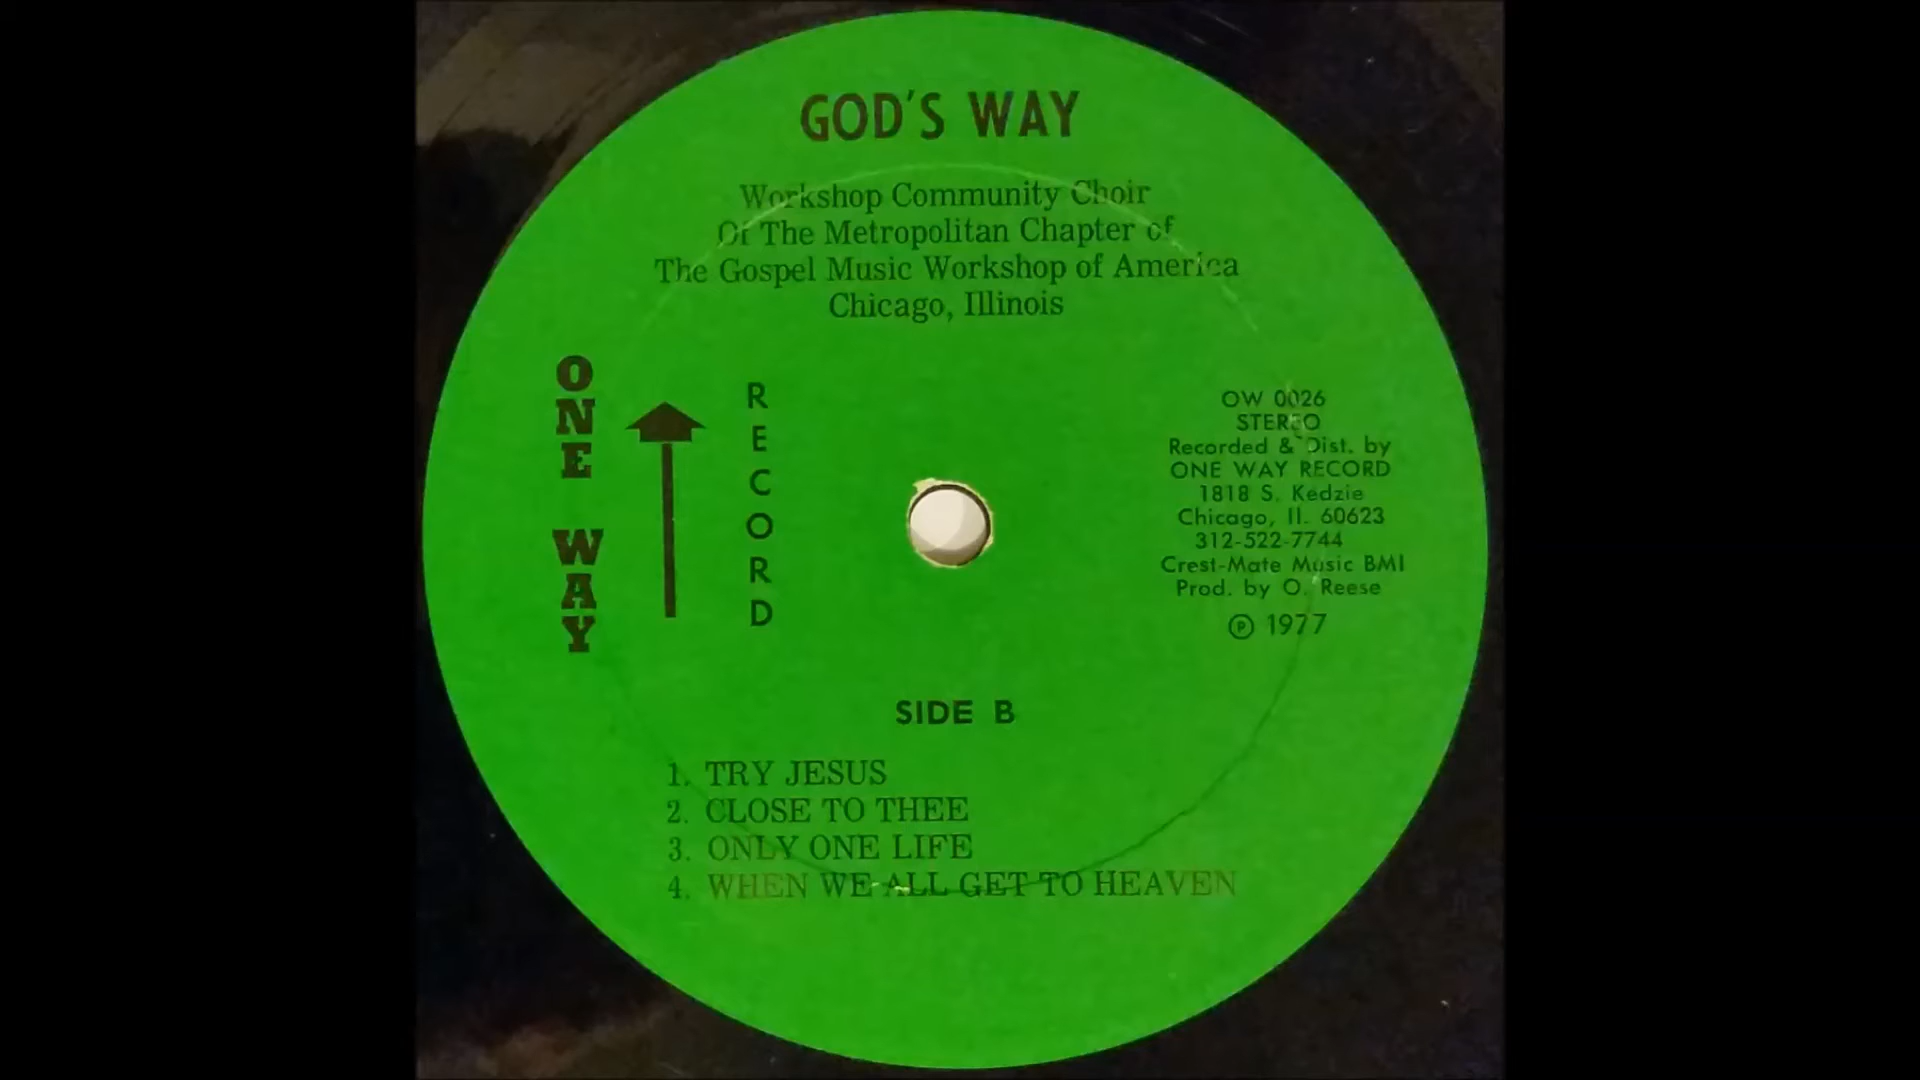 GOD'S WAY
Workshop Community Choir
Of The Metropolitan Chapter of
The Gospel Music Workshop of America
Chicago, Illinois
ONE WAY
RECORD
OW 0026
STEREO
Recorded & Dist. by
ONE WAY RECORD
1818 S. Kedzie
Chicago, Il. 60623
312-522-7744
Crest-Mate Music BMI
Prod. by O. Reese
℗ 1977
SIDE B
1. TRY JESUS
2. CLOSE TO THEE
3. ONLY ONE LIFE
4. WHEN WE ALL GET TO HEAVEN